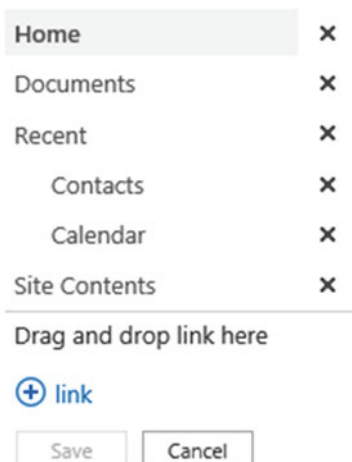 Home
Documents
Recent
Contacts
Calendar
Site Contents
Drag and drop link here
link
Save
Cancel